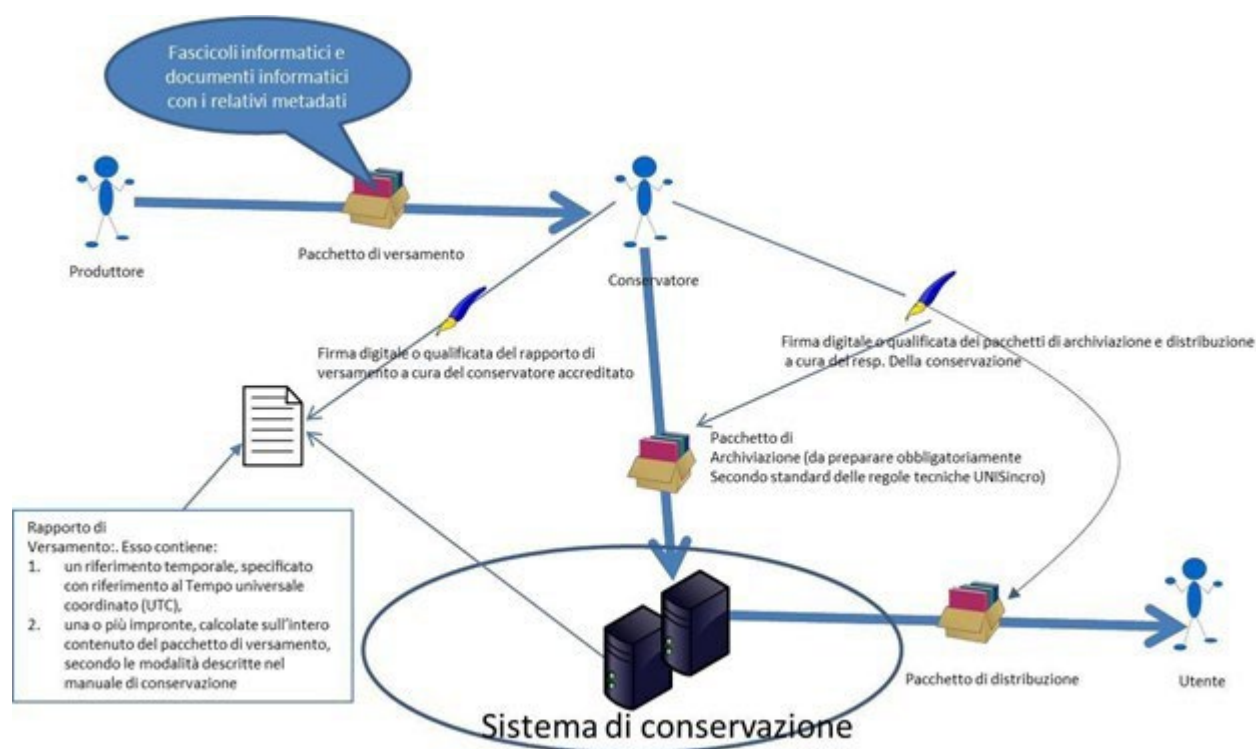 Fascicoli informatici e
documenti informatici
con i relativi metadati
Produttore
Pacchetto di versamento
Conservatore
Firma digitale o qualificata del rapporto di
versamento a cura del conservatore accreditato
Firma digitale o qualificata dei pacchetti di archiviazione e distribuzione
a cura del resp. Della conservazione
Pacchetto di
Archiviazione (da preparare obbligatoriamente
Secondo standard delle regole tecniche UNISincro)
Rapporto di
Versamento:. Esso contiene:
1. un riferimento temporale, specificato
con riferimento al Tempo universale
coordinato (UTC),
2. una o più impronte, calcolate sull'intero
contenuto del pacchetto di versamento,
secondo le modalità descritte nel
manuale di conservazione
Pacchetto di distribuzione
Utente
Sistema di conservazione